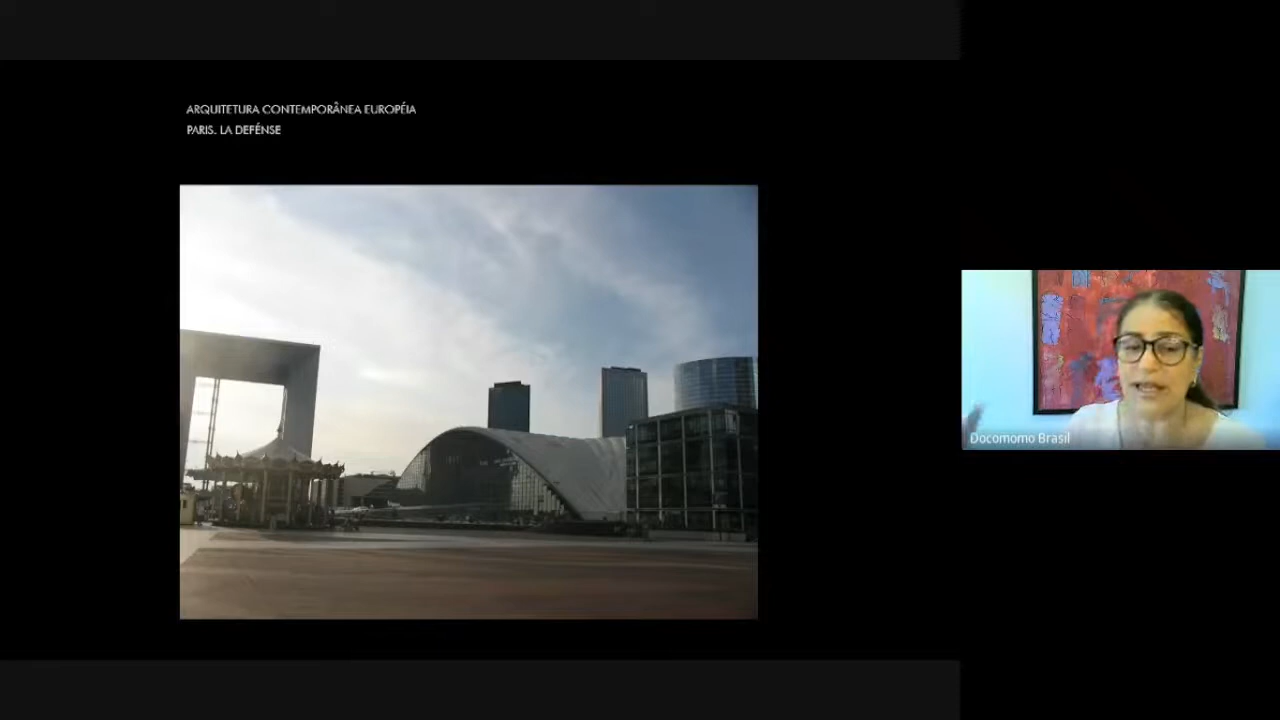 ARQUITETURA CONTEMPORÂNEA EUROPÉIA
PARIS. LA DEFÉNSE
Docomomo Brasil